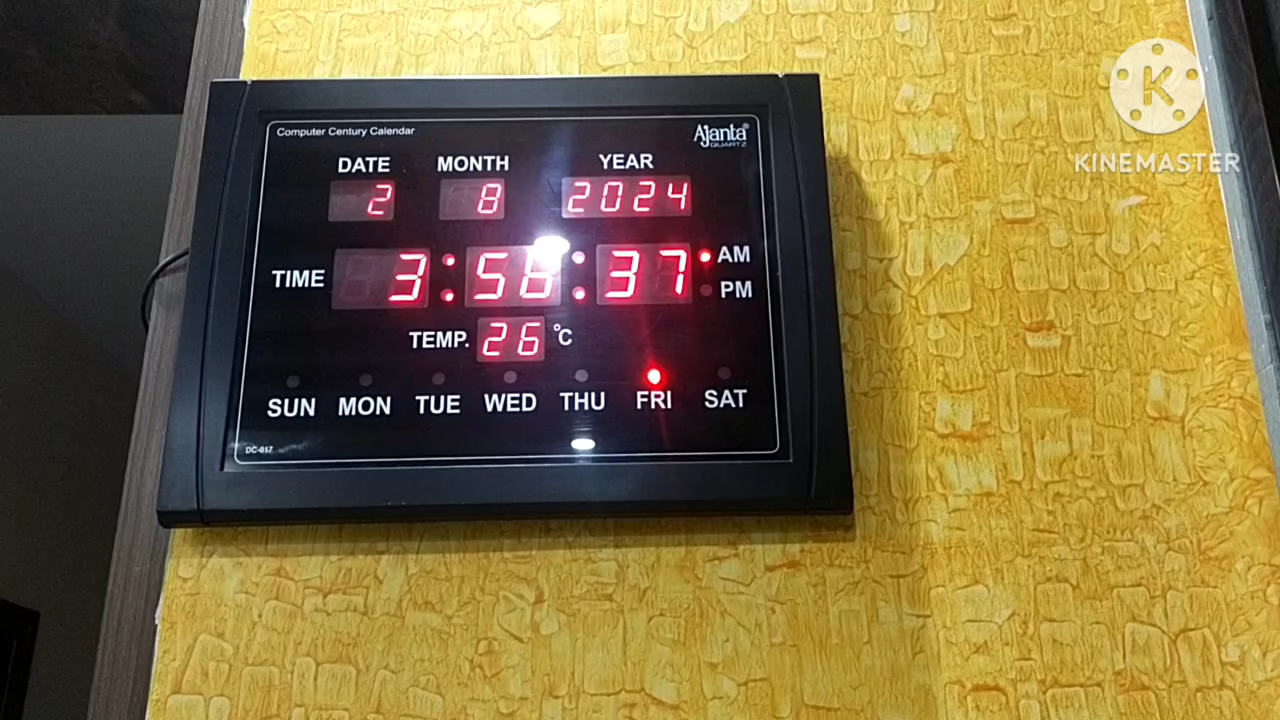 KINEMASTER
Computer Century Calendar
Ajanta®
QUARTZ
DATE MONTH YEAR
2 8 2024
TIME 3:56:37 AM
PM
TEMP. 26 °C
SUN MON TUE WED THU FRI SAT
DC-017